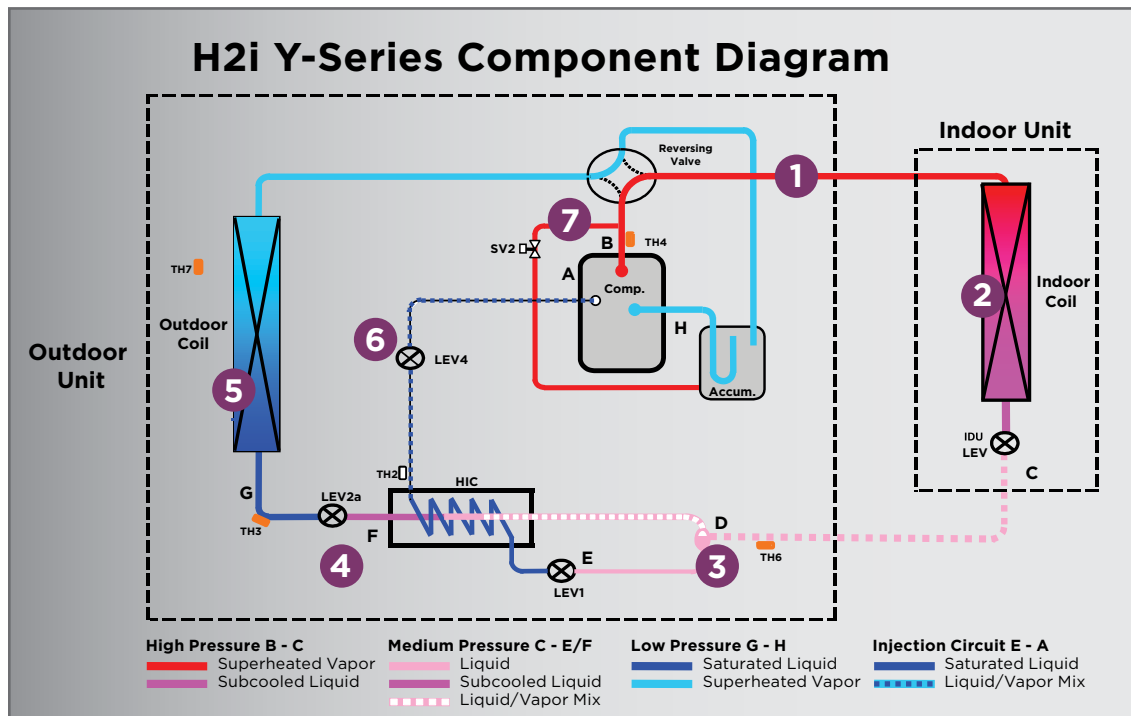 H2i Y-Series Component Diagram
Indoor Unit
Reversing
Valve
1
7
SV2
B
TH4
A
Comp.
TH7
2
Indoor
Coil
Outdoor
Coil
H
Outdoor
Unit
6
LEV4
Accum.
5
IDU
LEV
C
TH2
HIC
G
LEV2a
TH3
F
D
4
E
3
TH6
LEV1
High Pressure B - C
Superheated Vapor
Subcooled Liquid
Medium Pressure C - E/F
Liquid
Subcooled Liquid
Liquid/Vapor Mix
Low Pressure G - H
Saturated Liquid
Superheated Vapor
Injection Circuit E - A
Saturated Liquid
Liquid/Vapor Mix